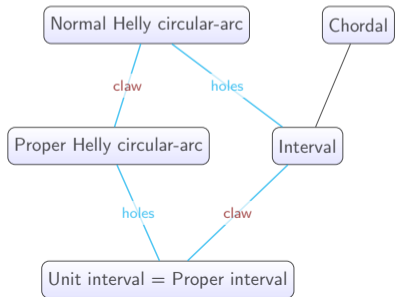 Normal Helly circular-arc
Chordal
claw
holes
Proper Helly circular-arc
Interval
holes
claw
Unit interval = Proper interval